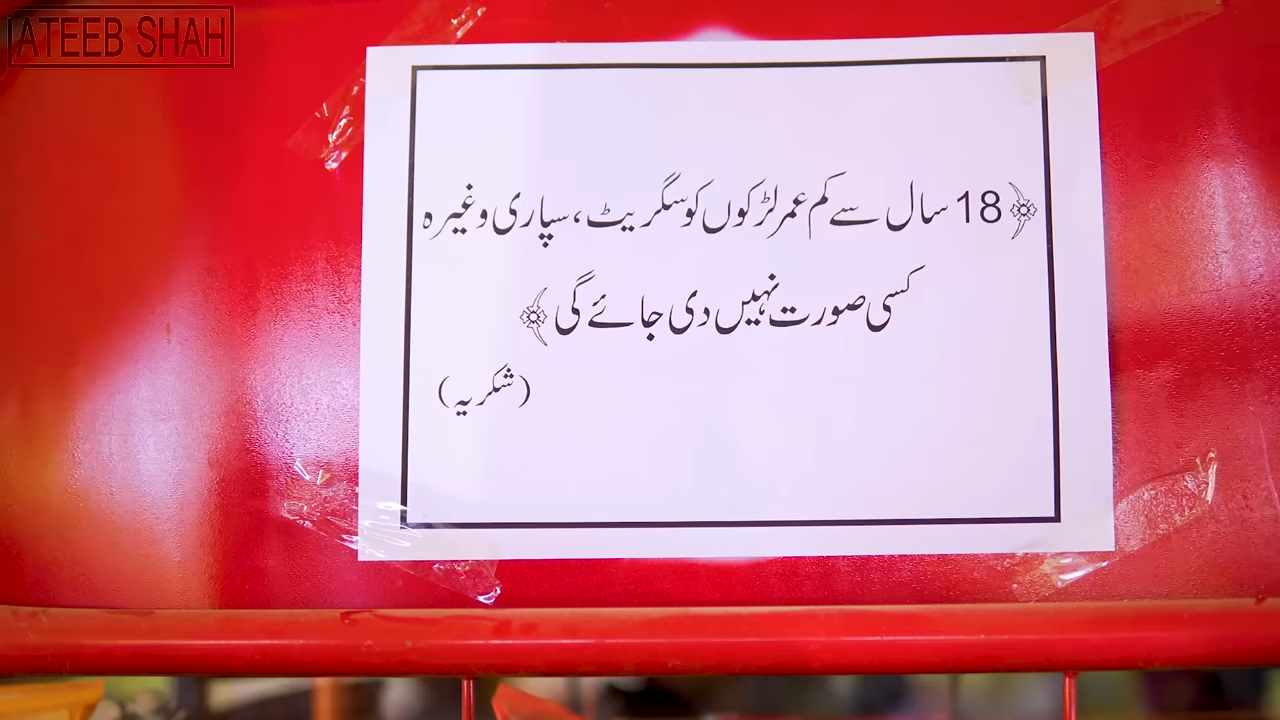 ATEEB SHAH
﴿18 سال سے کم عمر لڑکوں کو سگریٹ، سپاری وغیرہ
کسی صورت نہیں دی جائے گی﴾
(شکریہ)